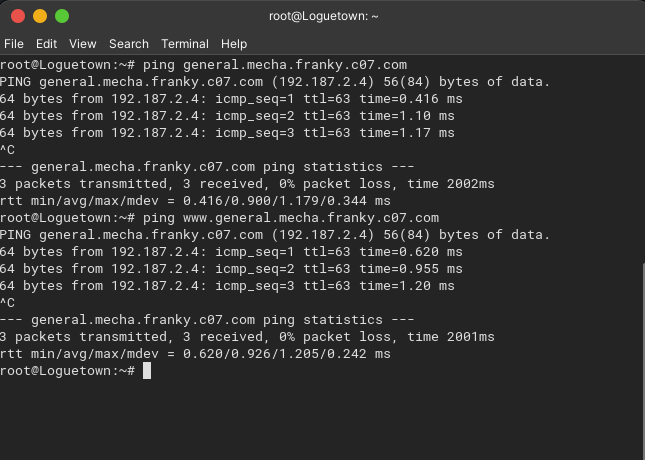 root@Loguetown: ~
File Edit View Search Terminal Help
root@Loguetown:~# ping general.mecha.franky.c07.com
PING general.mecha.franky.c07.com (192.187.2.4) 56(84) bytes of data.
64 bytes from 192.187.2.4: icmp_seq=1 ttl=63 time=0.416 ms
64 bytes from 192.187.2.4: icmp_seq=2 ttl=63 time=1.10 ms
64 bytes from 192.187.2.4: icmp_seq=3 ttl=63 time=1.17 ms
^C
--- general.mecha.franky.c07.com ping statistics ---
3 packets transmitted, 3 received, 0% packet loss, time 2002ms
rtt min/avg/max/mdev = 0.416/0.900/1.179/0.344 ms
root@Loguetown:~# ping www.general.mecha.franky.c07.com
PING general.mecha.franky.c07.com (192.187.2.4) 56(84) bytes of data.
64 bytes from 192.187.2.4: icmp_seq=1 ttl=63 time=0.620 ms
64 bytes from 192.187.2.4: icmp_seq=2 ttl=63 time=0.955 ms
64 bytes from 192.187.2.4: icmp_seq=3 ttl=63 time=1.20 ms
^C
--- general.mecha.franky.c07.com ping statistics ---
3 packets transmitted, 3 received, 0% packet loss, time 2001ms
rtt min/avg/max/mdev = 0.620/0.926/1.205/0.242 ms
root@Loguetown:~#